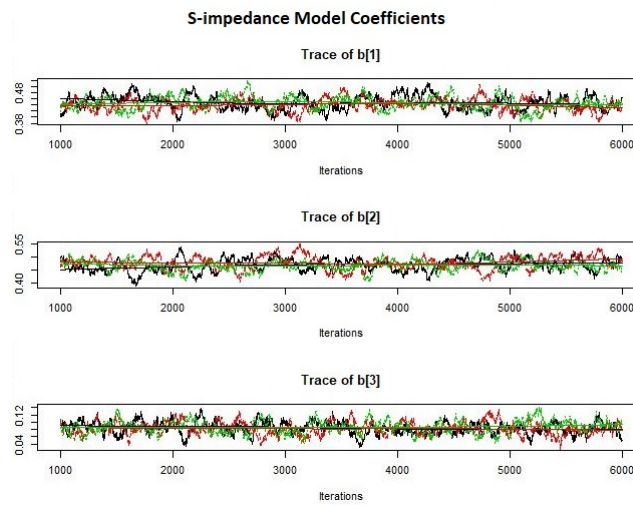 S-impedance Model Coefficients
Trace of b[1]
0.48
0.38
1000 2000 3000 4000 5000 6000
Iterations
Trace of b[2]
0.55
0.40
1000 2000 3000 4000 5000 6000
Iterations
Trace of b[3]
0.12
0.04
1000 2000 3000 4000 5000 6000
Iterations